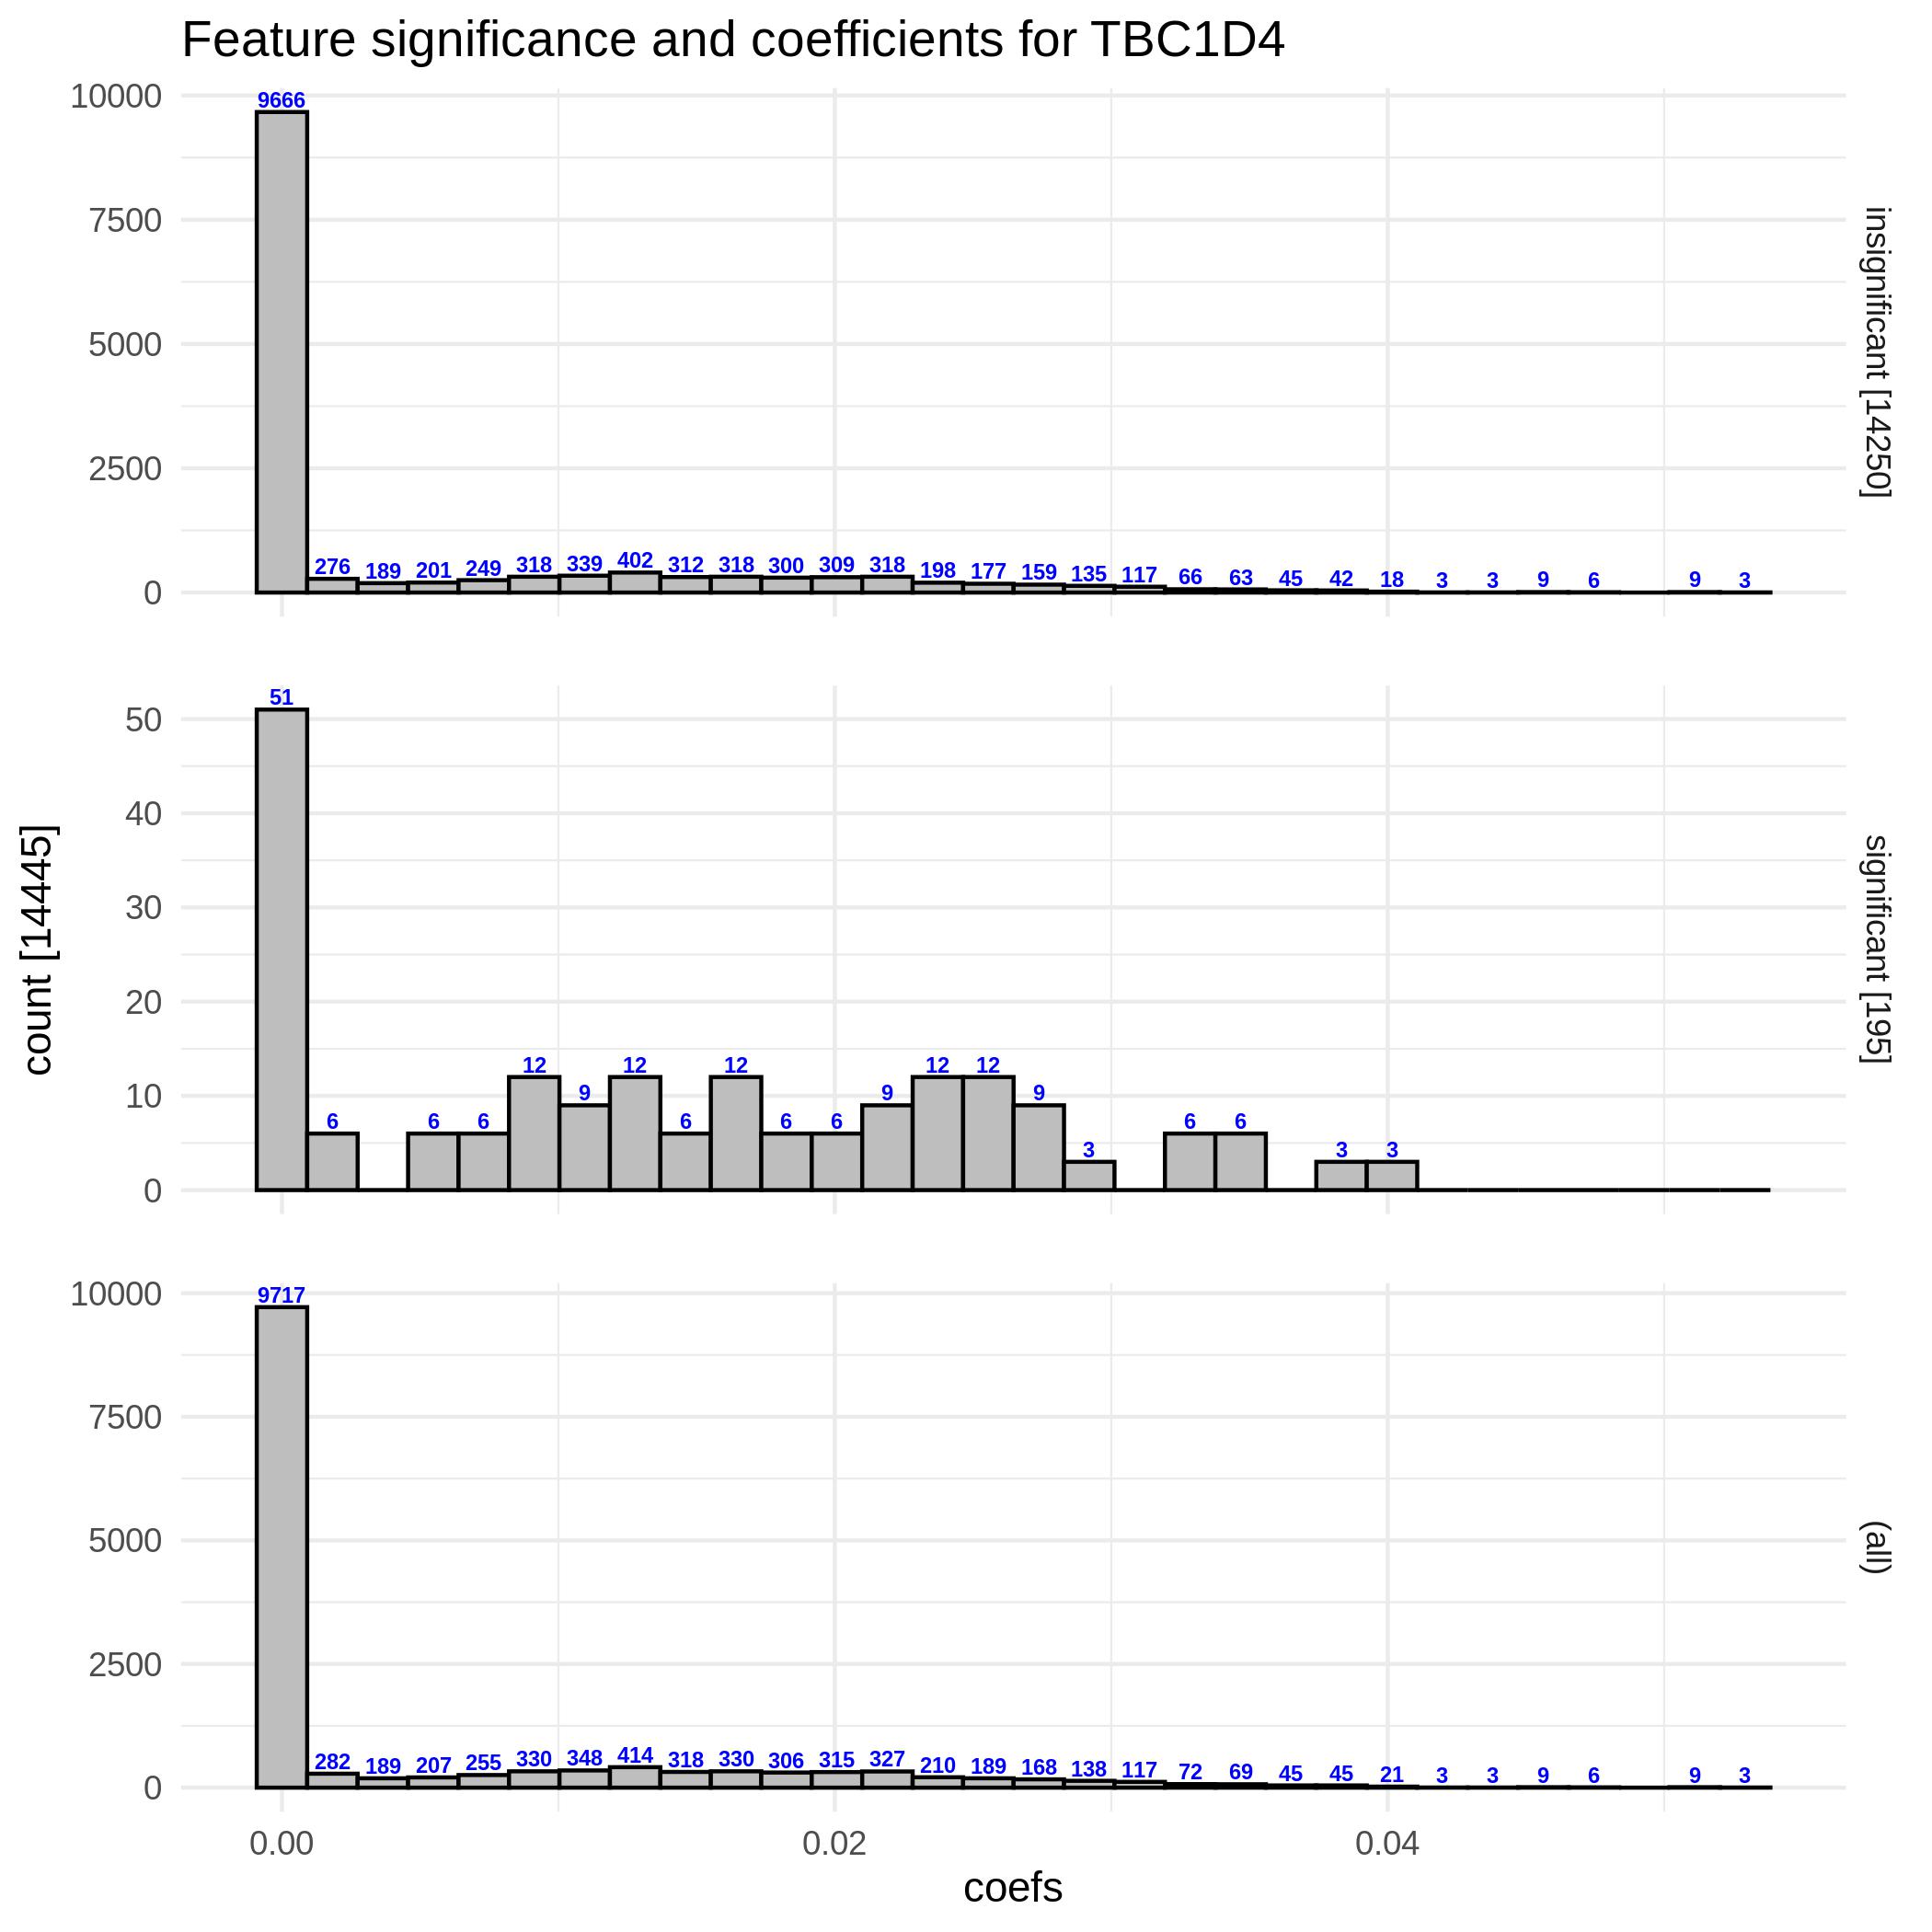 Feature significance and coefficients for TBC1D4
10000
7500
5000
2500
0
9666 276 189 201 249 318 339 402 312 318 300 309 318 198 177 159 135 117 66 63 45 42 18 3 3 9 6 9 3
insignificant [14250]
count [14445]
50
40
30
20
10
0
51 6 6 6 12 9 12 6 12 6 6 9 12 12 9 3 6 6 3 3
significant [195]
10000
7500
5000
2500
0
9717 282 189 207 255 330 348 414 318 330 306 315 327 210 189 168 138 117 72 69 45 45 21 3 3 9 6 9 3
(all)
0.00 0.02 0.04
coefs